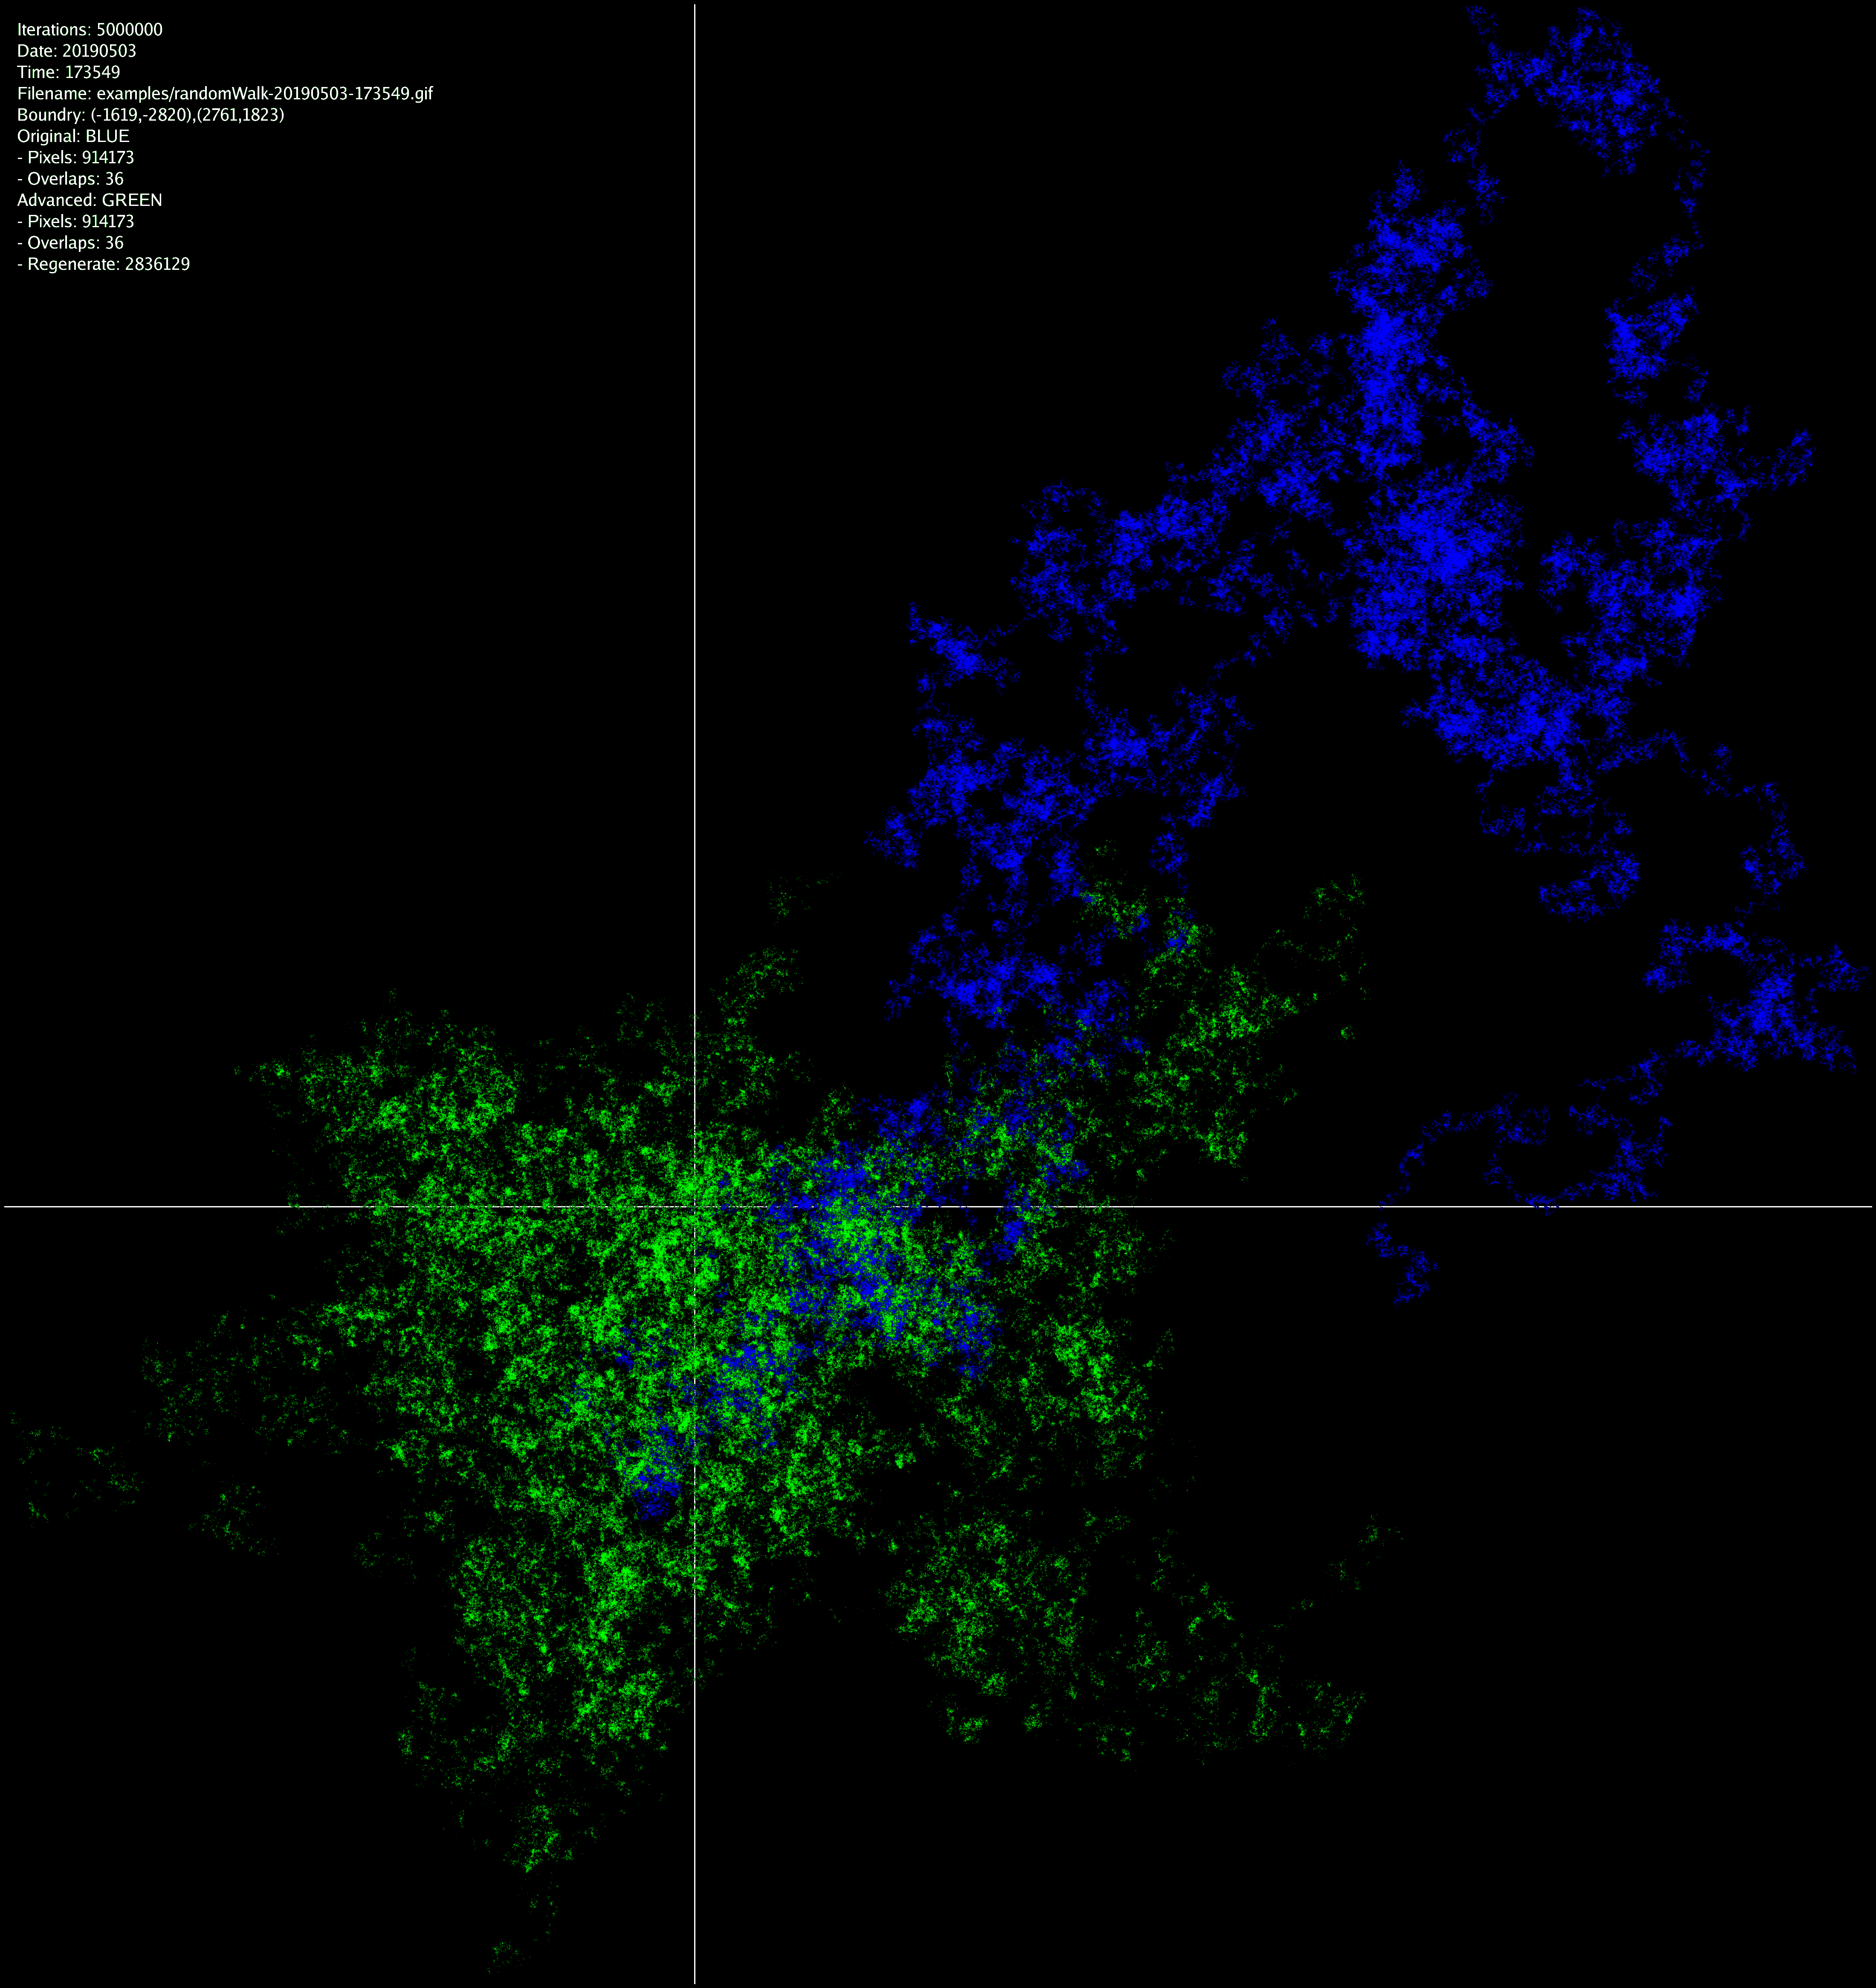 Iterations: 5000000
Date: 20190503
Time: 173549
Filename: examples/randomWalk-20190503-173549.gif
Boundry: (-1619,-2820),(2761,1823)
Original: BLUE
- Pixels: 914173
- Overlaps: 36
Advanced: GREEN
- Pixels: 914173
- Overlaps: 36
- Regenerate: 2836129